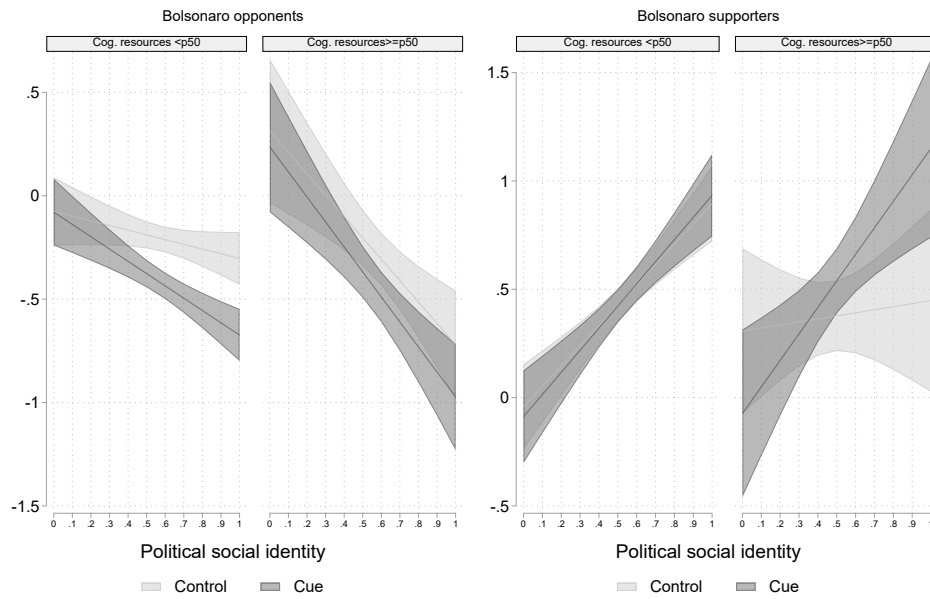 Bolsonaro opponents
Cog. resources <p50
Cog. resources>=p50
.5
0
-.5
-1
-1.5
0 .1 .2 .3 .4 .5 .6 .7 .8 .9 1
0 .1 .2 .3 .4 .5 .6 .7 .8 .9 1
Political social identity
Control Cue
Bolsonaro supporters
Cog. resources <p50
Cog. resources>=p50
1.5
1
.5
0
-.5
0 .1 .2 .3 .4 .5 .6 .7 .8 .9 1
0 .1 .2 .3 .4 .5 .6 .7 .8 .9 1
Political social identity
Control Cue